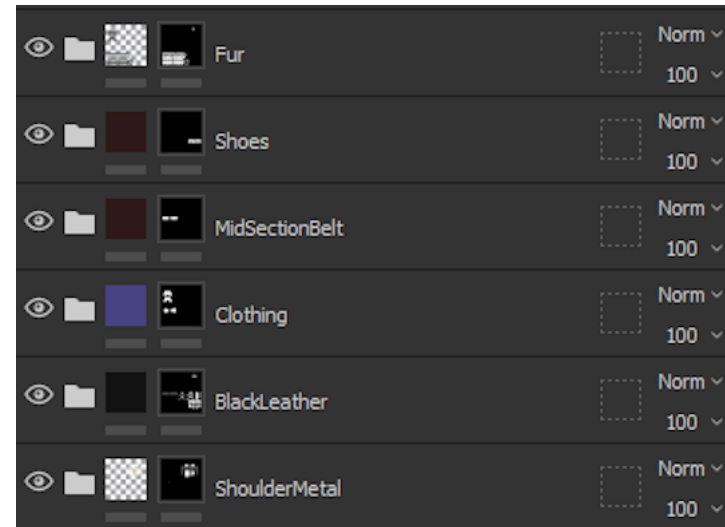 Norm
Fur
100
Norm
Shoes
100
Norm
MidSectionBelt
100
Norm
Clothing
100
Norm
BlackLeather
100
Norm
ShoulderMetal
100